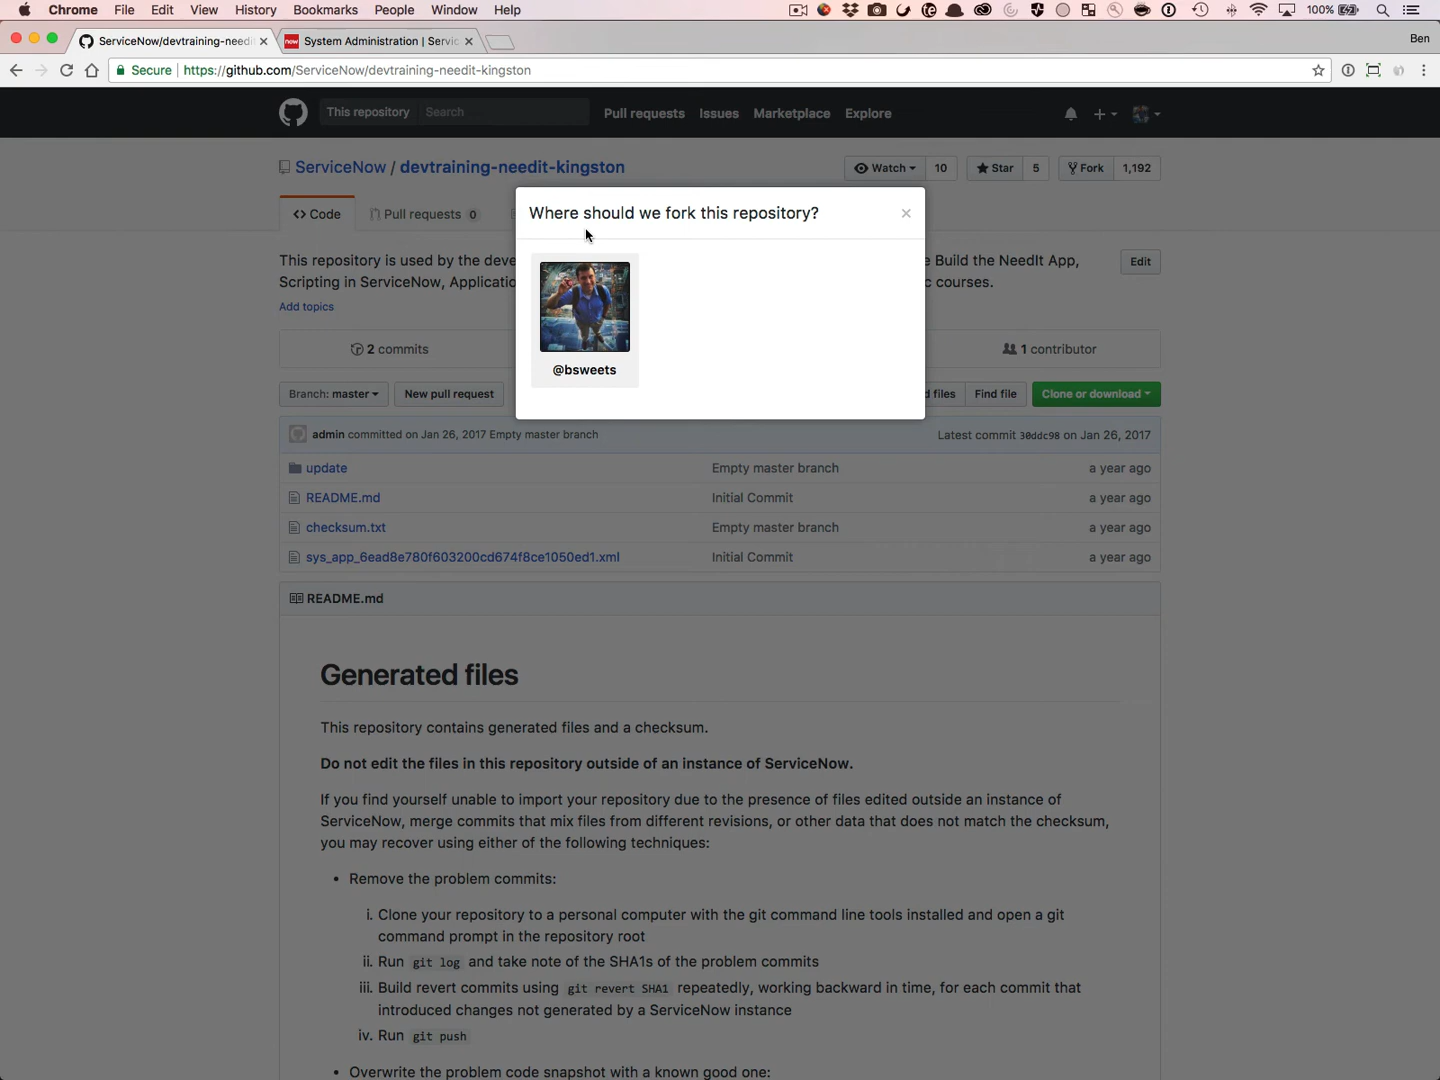 Chrome File Edit View History Bookmarks People Window Help 100%
ServiceNow/devtraining-needit System Administration | Servic Ben
Secure https://github.com/ServiceNow/devtraining-needit-kingston
This repository Search Pull requests Issues Marketplace Explore
ServiceNow / devtraining-needit-kingston Watch 10 Star 5 Fork 1,192
Where should we fork this repository? ×
<> Code Pull requests 0
This repository is used by the deve e Build the NeedIt App, Edit
Scripting in ServiceNow, Applicatio c courses.
Add topics
2 commits 1 contributor
@bsweets
Branch: master New pull request d files Find file Clone or download
admin committed on Jan 26, 2017 Empty master branch Latest commit 30ddc98 on Jan 26, 2017
update Empty master branch a year ago
README.md Initial Commit a year ago
checksum.txt Empty master branch a year ago
sys_app_6ead8e780f603200cd674f8ce1050ed1.xml Initial Commit a year ago
README.md
Generated files
This repository contains generated files and a checksum.
Do not edit the files in this repository outside of an instance of ServiceNow.
If you find yourself unable to import your repository due to the presence of files edited outside an instance of
ServiceNow, merge commits that mix files from different revisions, or other data that does not match the checksum,
you may recover using either of the following techniques:
• Remove the problem commits:
i. Clone your repository to a personal computer with the git command line tools installed and open a git
command prompt in the repository root
ii. Run git log and take note of the SHA1s of the problem commits
iii. Build revert commits using git revert SHA1 repeatedly, working backward in time, for each commit that
introduced changes not generated by a ServiceNow instance
iv. Run git push
• Overwrite the problem code snapshot with a known good one: